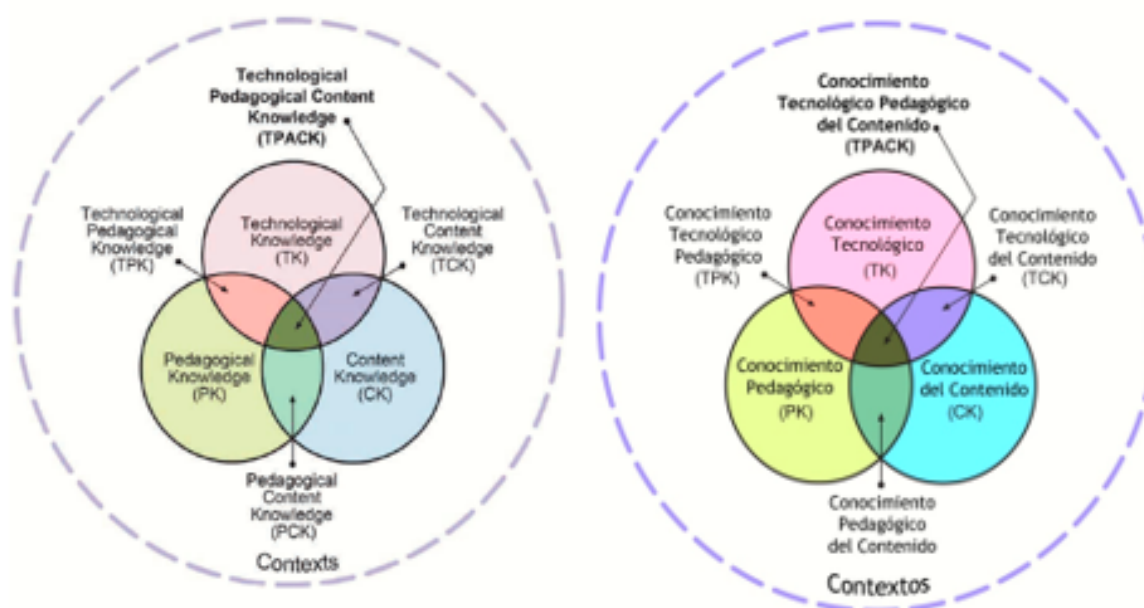 Technological
Pedagogical Content
Knowledge
(TPACK)
Technological
Pedagogical
Knowledge
(TPK)
Technological
Knowledge
(TK)
Technological
Content
Knowledge
(TCK)
Pedagogical
Knowledge
(PK)
Content
Knowledge
(CK)
Pedagogical
Content
Knowledge
(PCK)
Contexts
Conocimiento
Tecnológico Pedagógico
del Contenido
(TPACK)
Conocimiento
Tecnológico
Pedagógico
(TPK)
Conocimiento
Tecnológico
(TK)
Conocimiento
Tecnológico
del Contenido
(TCK)
Conocimiento
Pedagógico
(PK)
Conocimiento
del Contenido
(CK)
Conocimiento
Pedagógico
del Contenido
Contextos